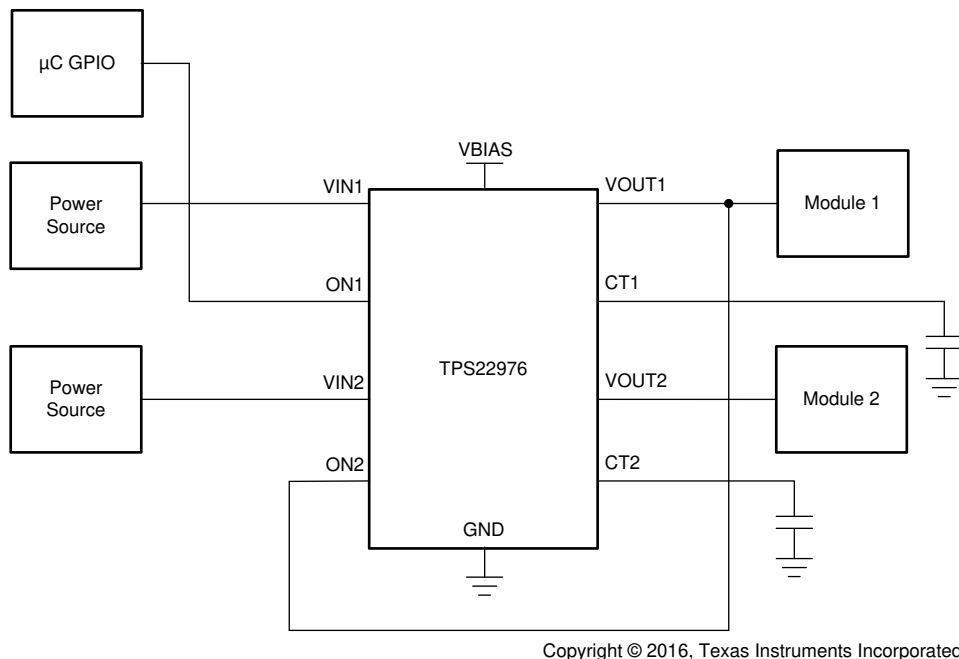 µC GPIO
VBIAS
Power
Source
VIN1
VOUT1
Module 1
ON1
CT1
TPS22976
Power
Source
VIN2
VOUT2
Module 2
ON2
CT2
GND
Copyright © 2016, Texas Instruments Incorporated